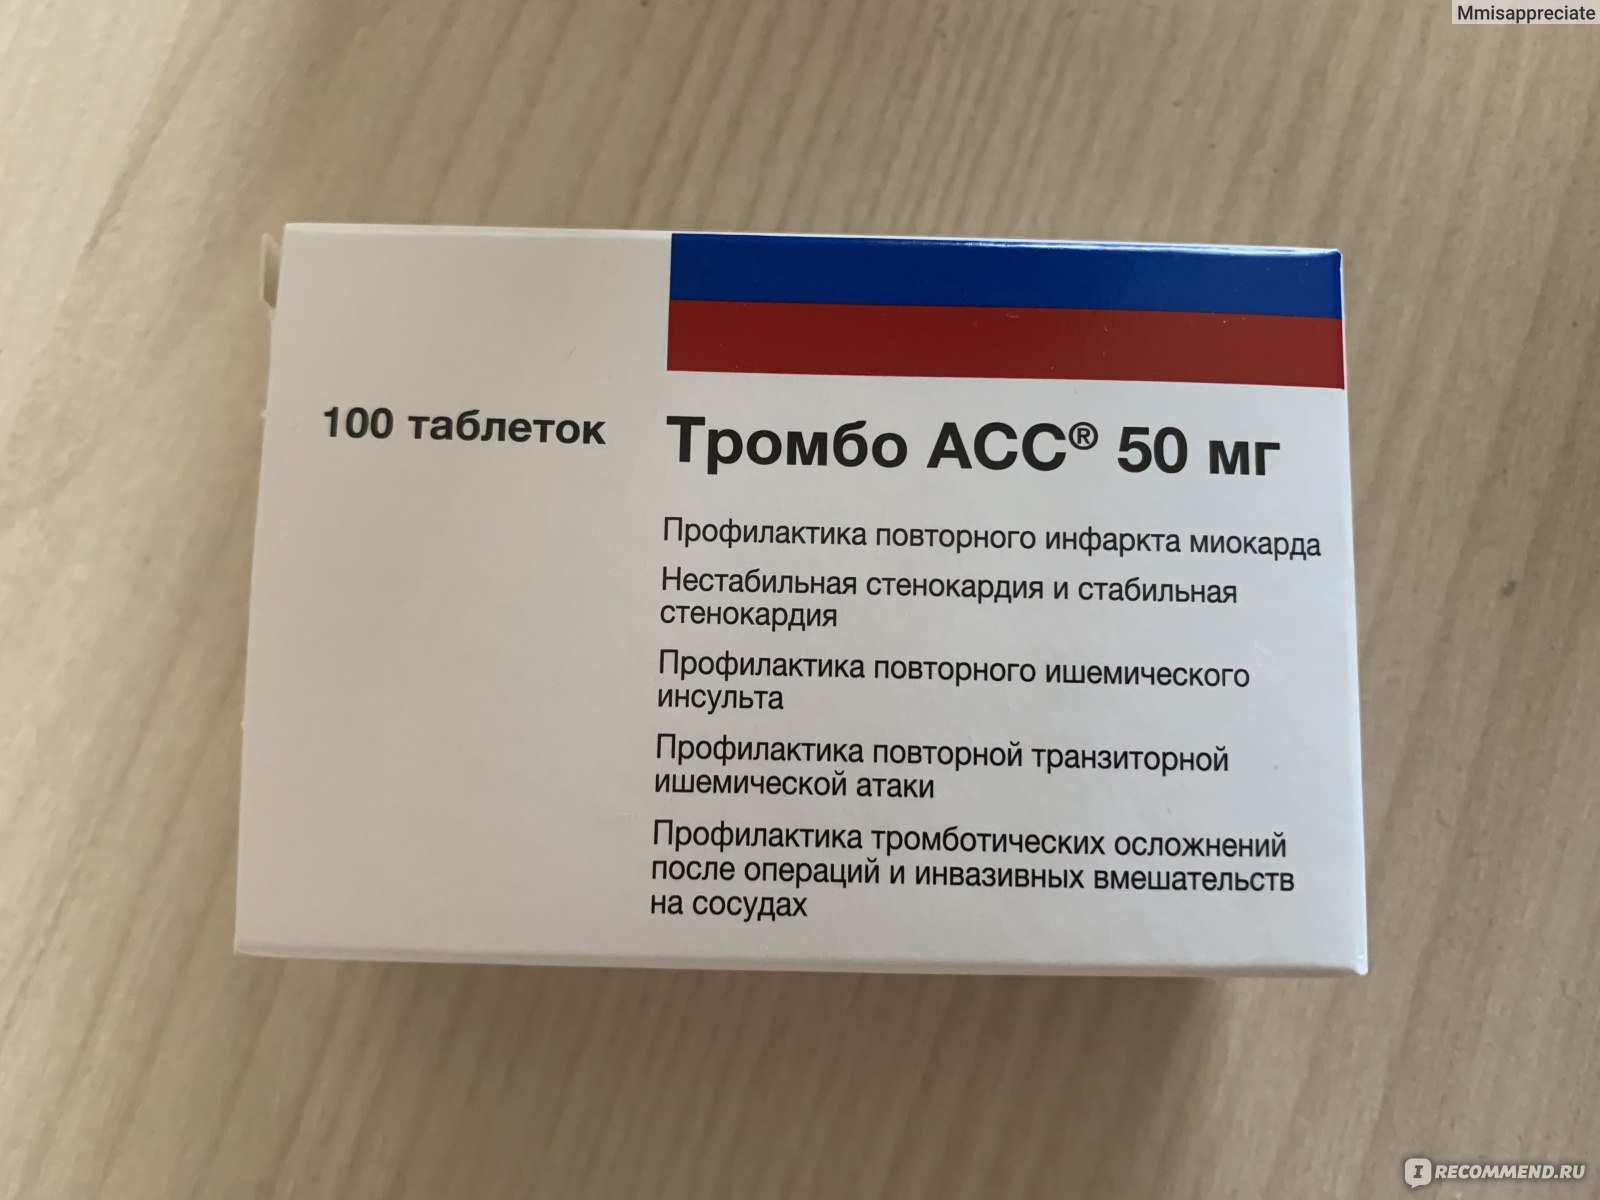 Mmisappreciate
100 таблеток
Тромбо АСС® 50 мг
Профилактика повторного инфаркта миокарда
Нестабильная стенокардия и стабильная
стенокардия
Профилактика повторного ишемического
инсульта
Профилактика повторной транзиторной
ишемической атаки
Профилактика тромботических осложнений
после операций и инвазивных вмешательств
на сосудах
IRECOMMEND.RU